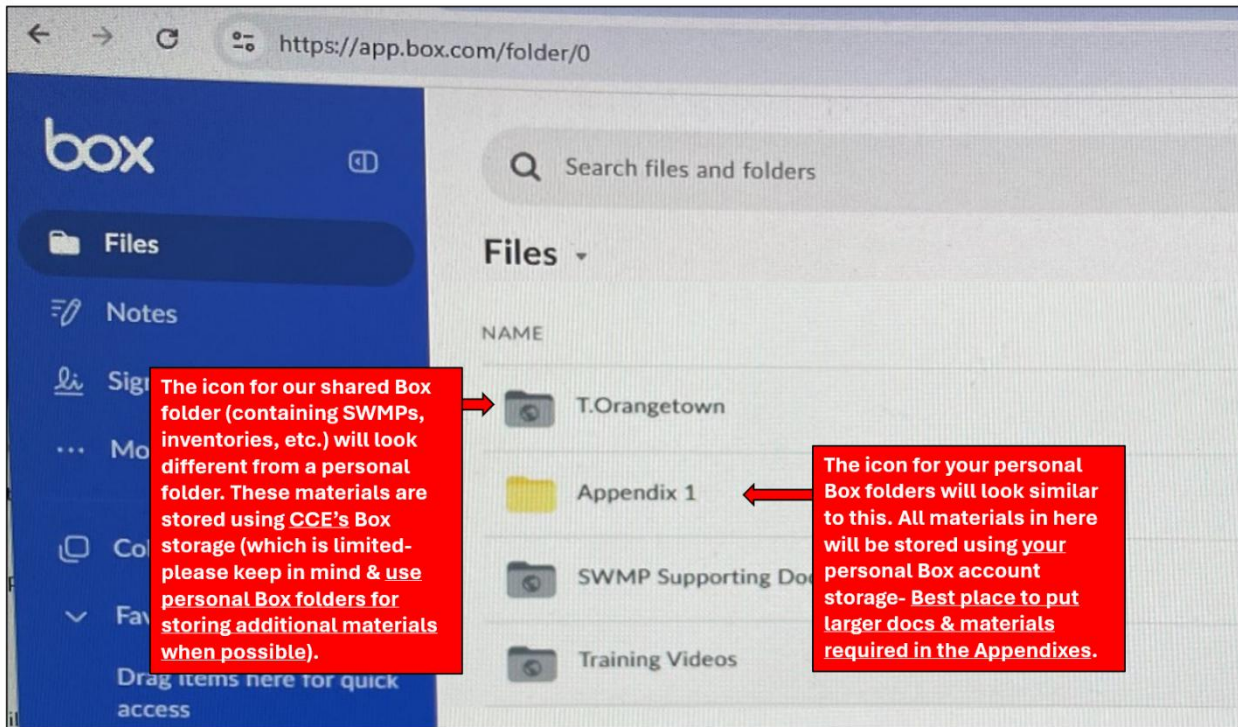 https://app.box.com/folder/0
box
Search files and folders
Files
Files
Notes
NAME
Sig
The icon for our shared Box
folder (containing SWMPs,
inventories, etc.) will look
different from a personal
folder. These materials are
stored using CCE's Box
storage (which is limited-
please keep in mind & use
personal Box folders for
storing additional materials
when possible).
T.Orangetown
Mo
Appendix 1
The icon for your personal
Box folders will look similar
to this. All materials in here
will be stored using your
personal Box account
storage- Best place to put
larger docs & materials
required in the Appendixes.
Col
SWMP Supporting Do
Fav
Training Videos
Drag items here for quick
access